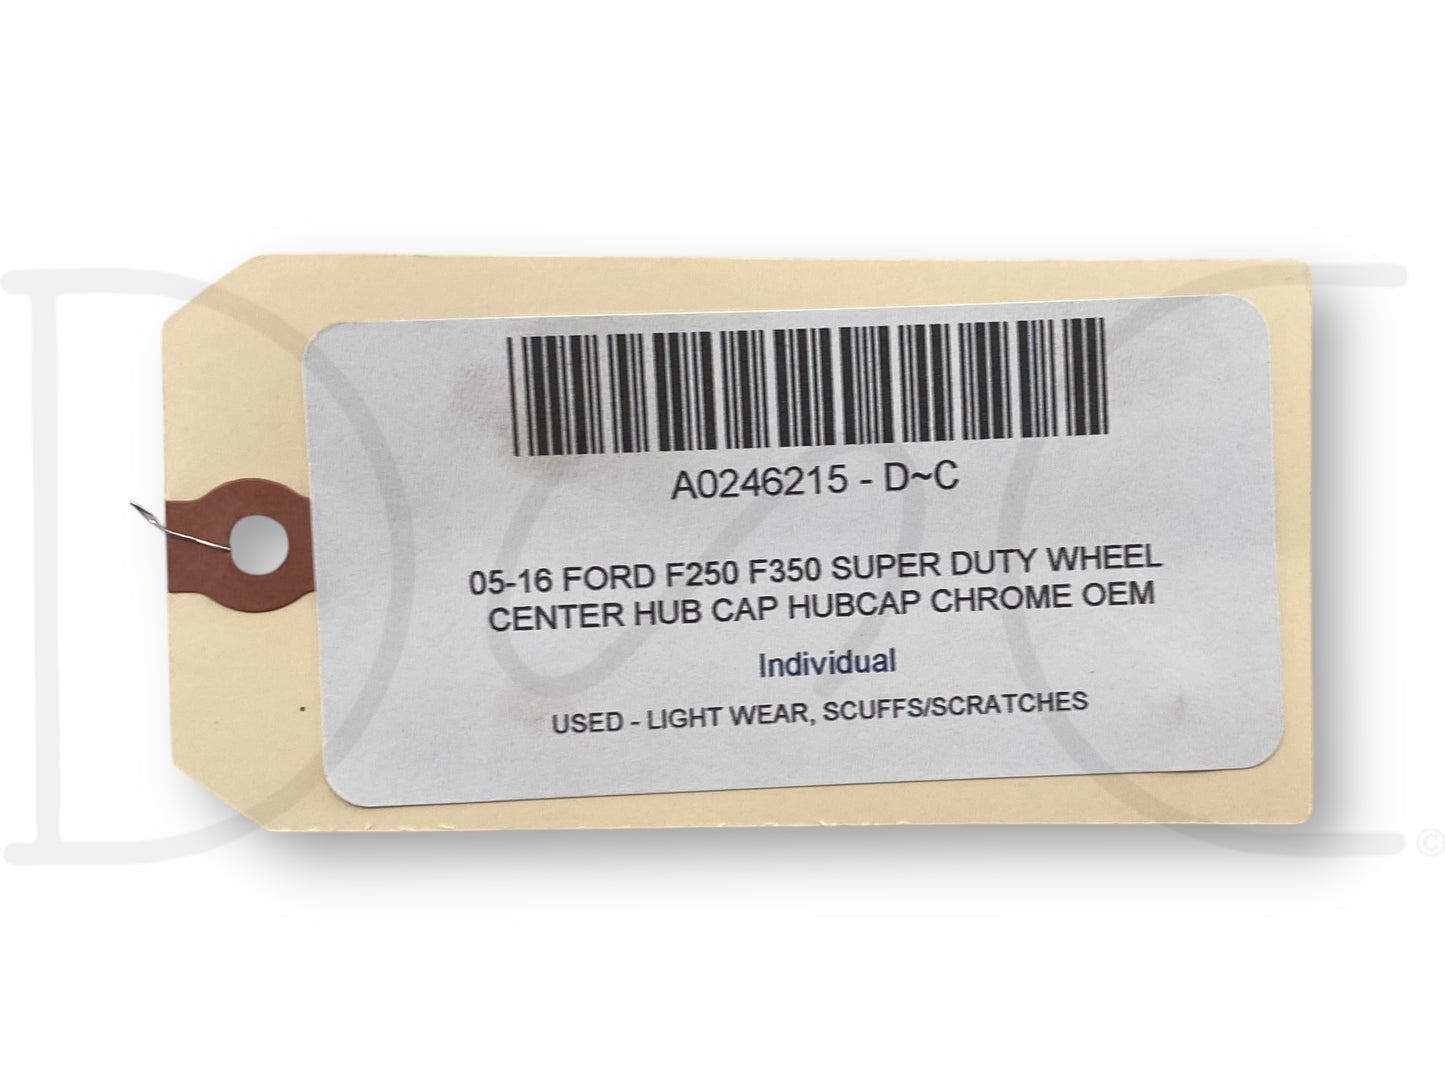 A0246215 - D~C
05-16 FORD F250 F350 SUPER DUTY WHEEL
CENTER HUB CAP HUBCAP CHROME OEM
Individual
USED - LIGHT WEAR, SCUFFS/SCRATCHES
D~C ©